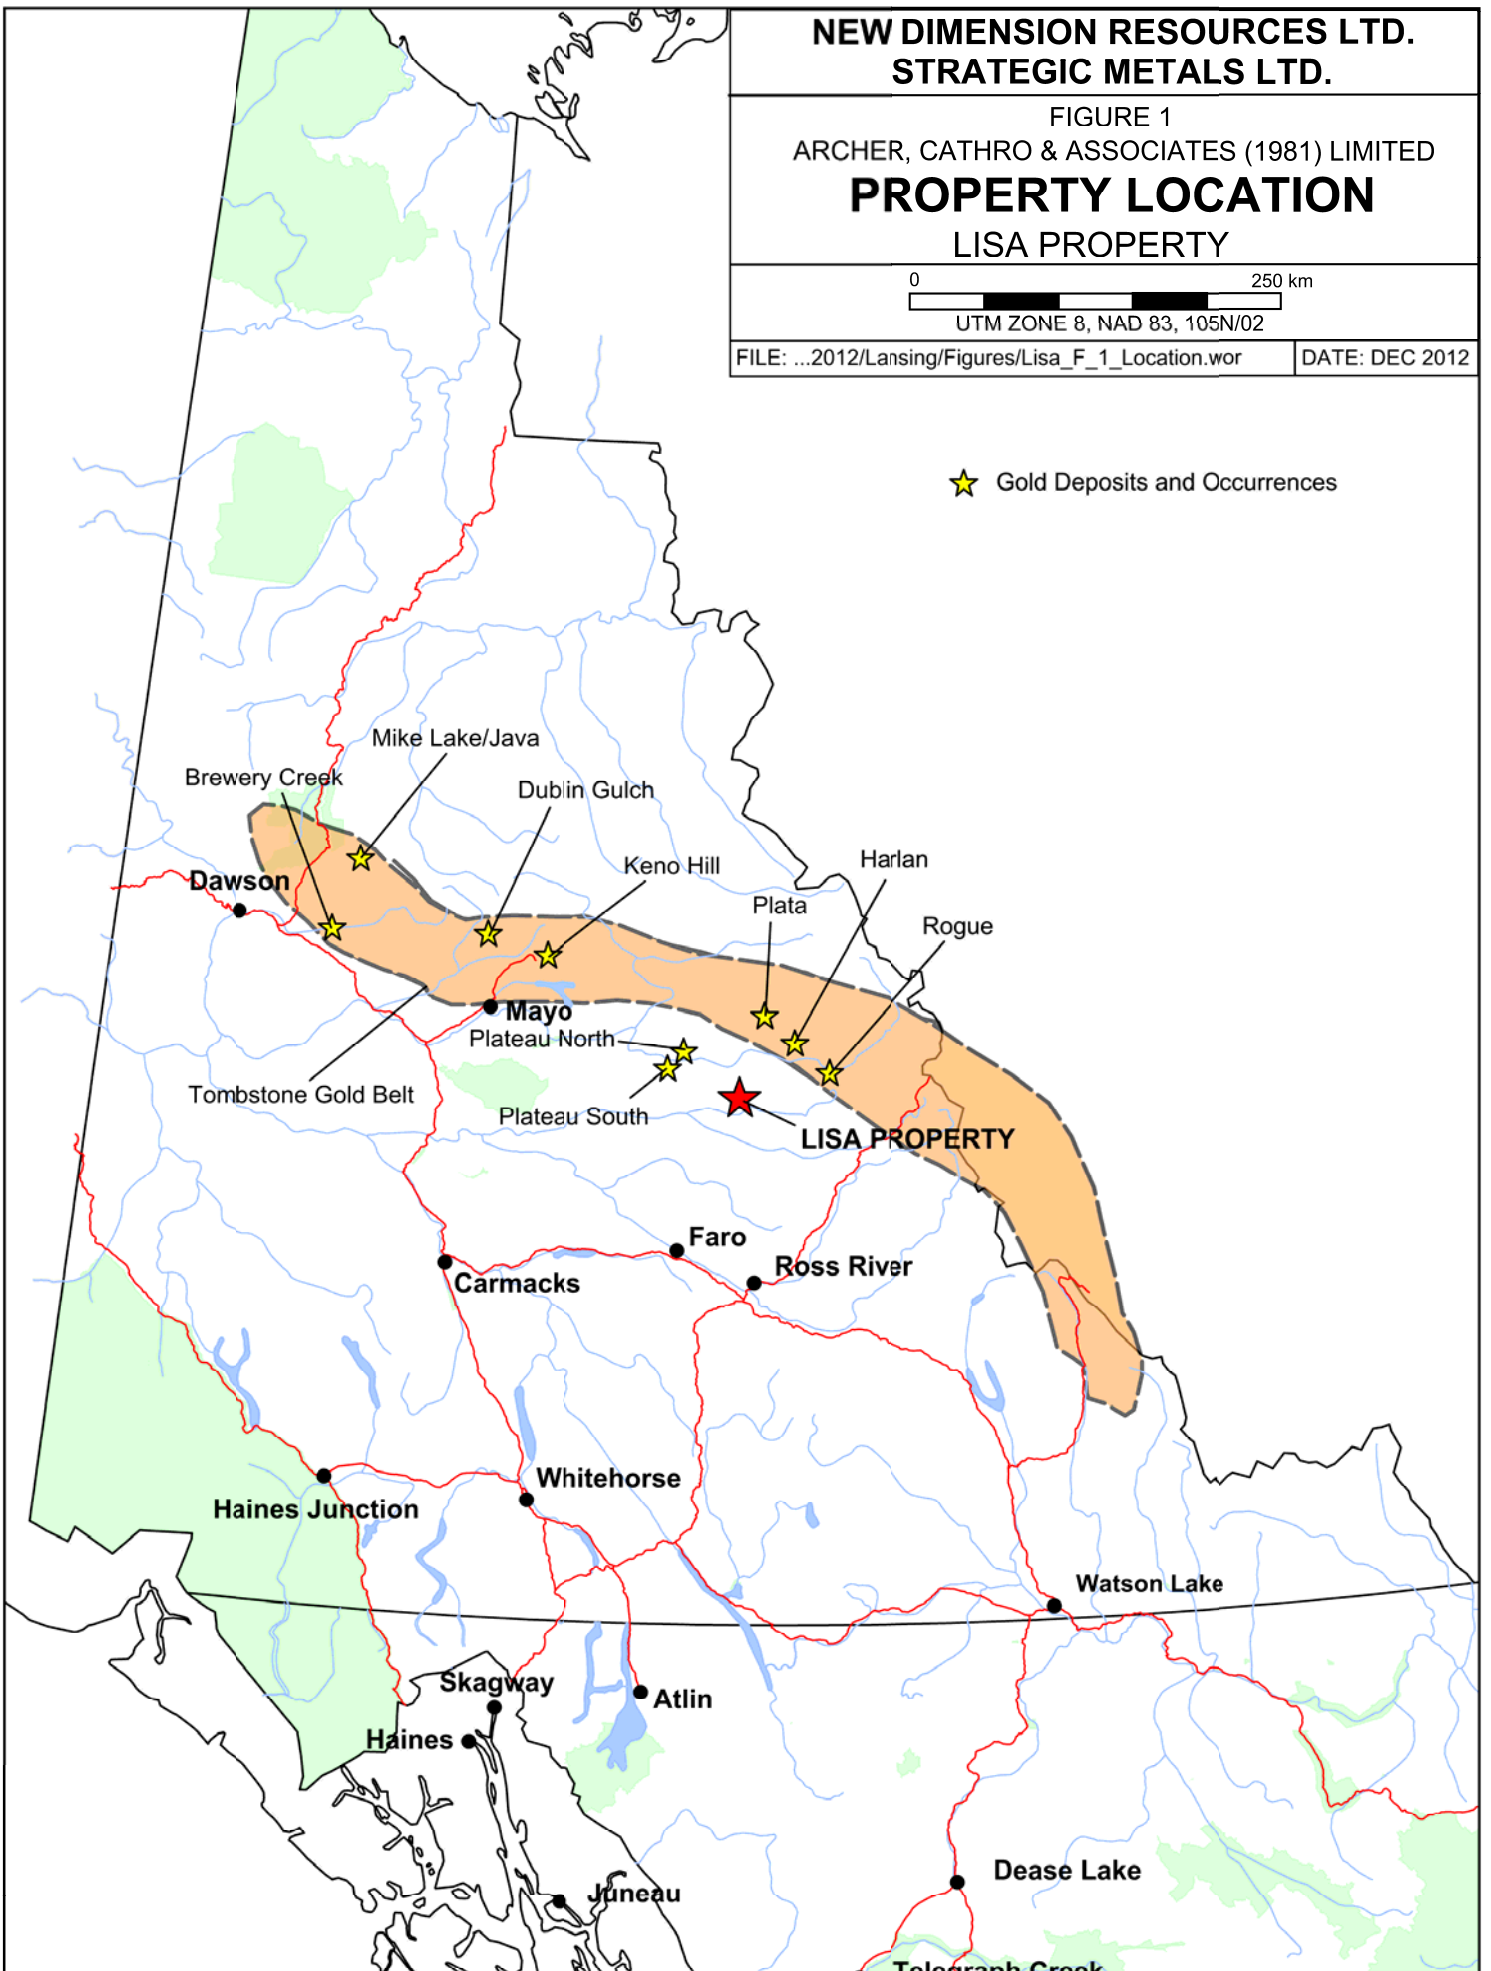 NEW DIMENSION RESOURCES LTD.
STRATEGIC METALS LTD.
FIGURE 1
ARCHER, CATHRO & ASSOCIATES (1981) LIMITED
PROPERTY LOCATION
LISA PROPERTY
0 250 km
UTM ZONE 8, NAD 83, 105N/02
FILE: ...2012/Lansing/Figures/Lisa_F_1_Location.wor DATE: DEC 2012
Gold Deposits and Occurrences
Mike Lake/Java
Brewery Creek
Dublin Gulch
Keno Hill
Harlan
Dawson
Plata
Rogue
Mayo
Plateau North
Tombstone Gold Belt
Plateau South
LISA PROPERTY
Faro
Ross River
Carmacks
Whitehorse
Haines Junction
Watson Lake
Skagway
Atlin
Haines
Dease Lake
Juneau
Telegraph Creek